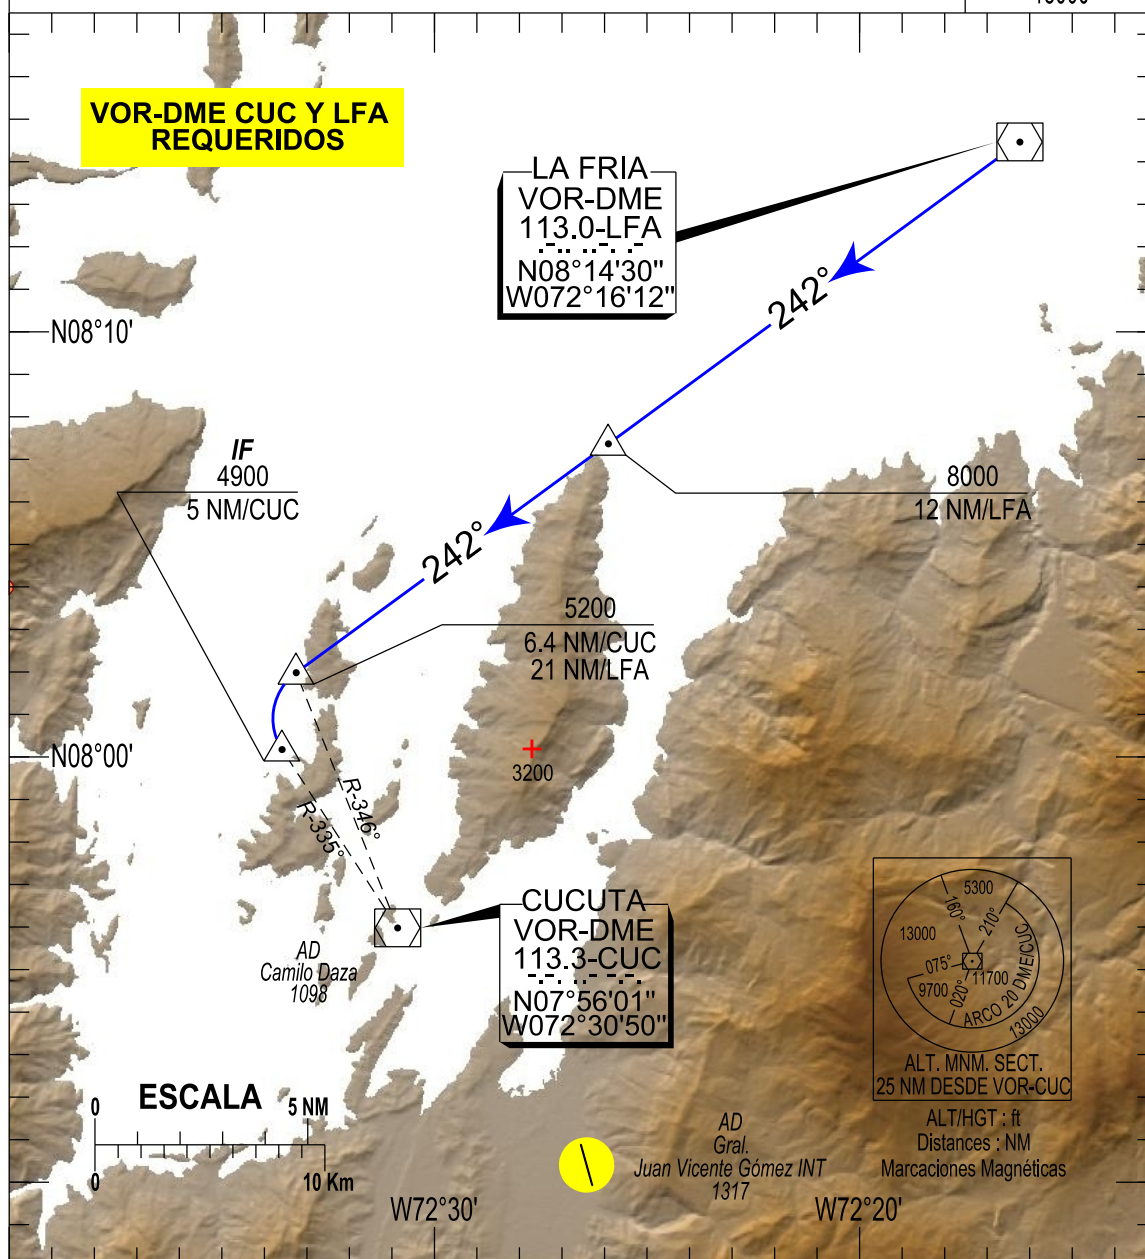 VOR-DME CUC Y LFA
REQUERIDOS
LA FRIA
VOR-DME
113.0-LFA
N08°14'30"
W072°16'12"
242°
N08°10'
IF
4900
5 NM/CUC
8000
12 NM/LFA
242°
5200
6.4 NM/CUC
21 NM/LFA
N08°00'
3200
R-346°
R-335°
CUCUTA
VOR-DME
113.3-CUC
N07°56'01"
W072°30'50"
AD
Camilo Daza
1098
5300
160°
210°
13000
075°
11700
9700
020°
ARCO 20 DME/CUC
13000
ALT. MNM. SECT.
25 NM DESDE VOR-CUC
ALT/HGT : ft
Distances : NM
Marcaciones Magnéticas
ESCALA
0
5 NM
0
10 Km
AD
Gral.
Juan Vicente Gómez INT
1317
W72°30'
W72°20'